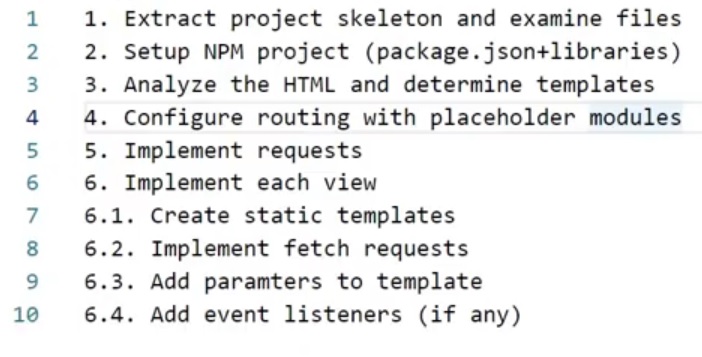 1 1. Extract project skeleton and examine files
2 2. Setup NPM project (package.json+libraries)
3 3. Analyze the HTML and determine templates
4 4. Configure routing with placeholder modules
5 5. Implement requests
6 6. Implement each view
7 6.1. Create static templates
8 6.2. Implement fetch requests
9 6.3. Add paramters to template
10 6.4. Add event listeners (if any)